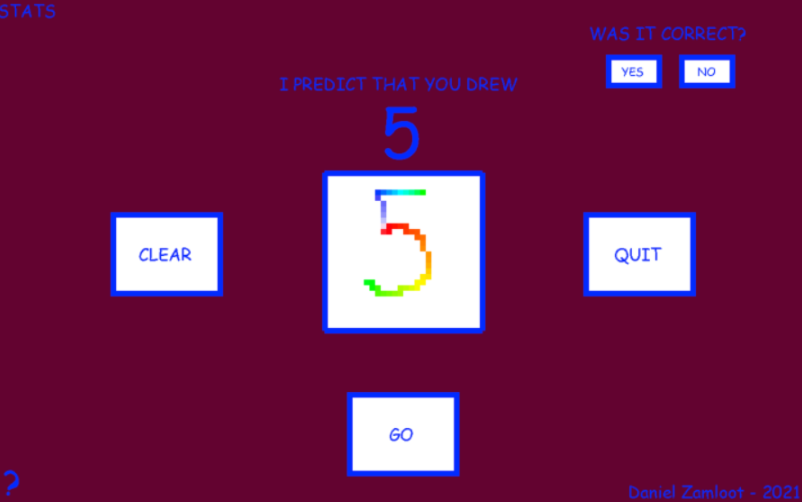 STATS
WAS IT CORRECT?
YES NO
I PREDICT THAT YOU DREW
5
5
CLEAR
QUIT
GO
?
Daniel Zamloot - 2021